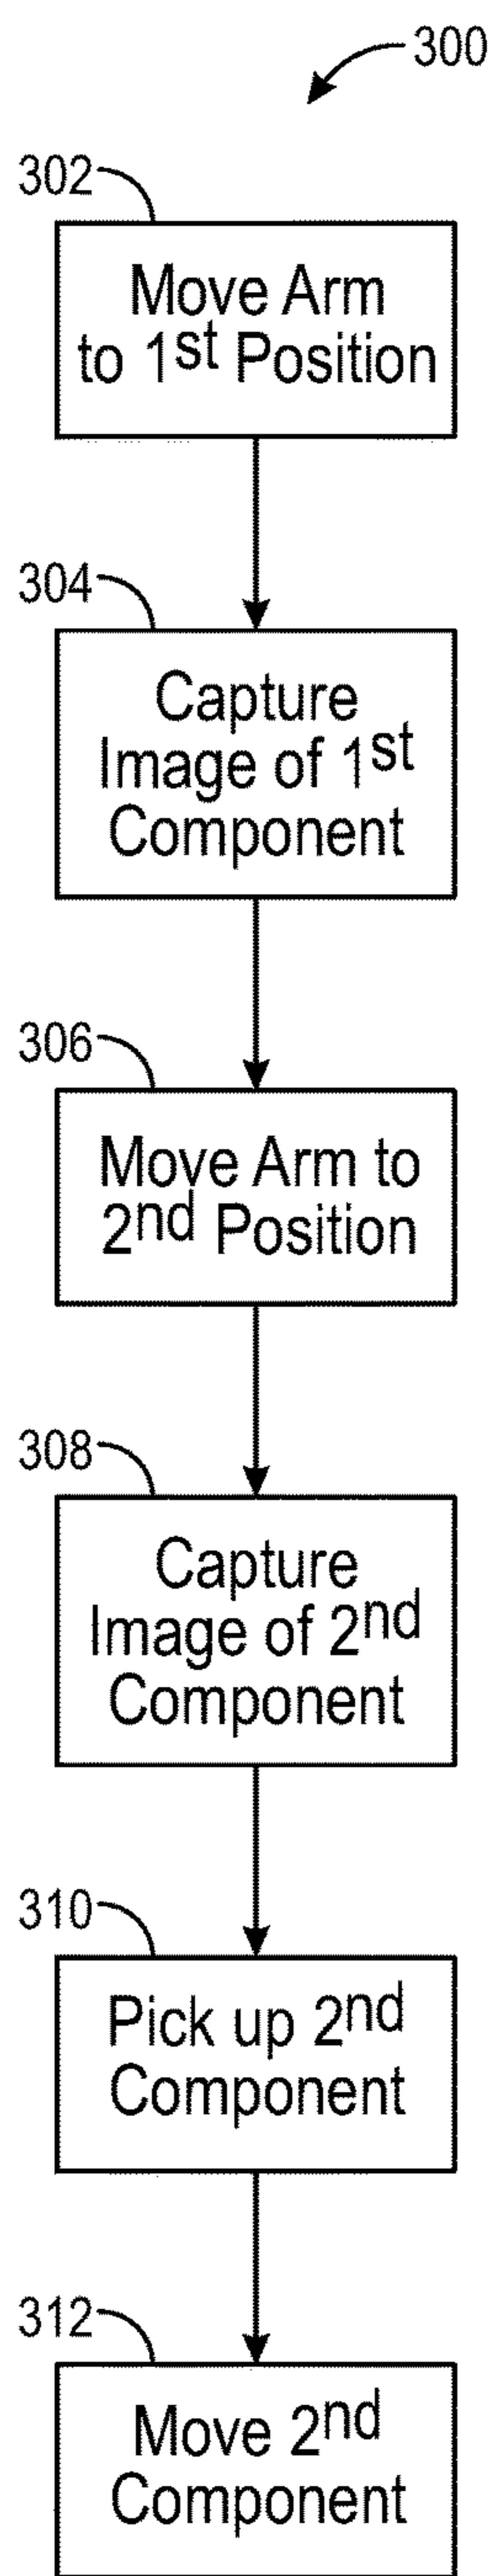 300
302
Move Arm
to 1st Position
304
Capture
Image of 1st
Component
306
Move Arm to
2nd Position
308
Capture
Image of 2nd
Component
310
Pick up 2nd
Component
312
Move 2nd
Component